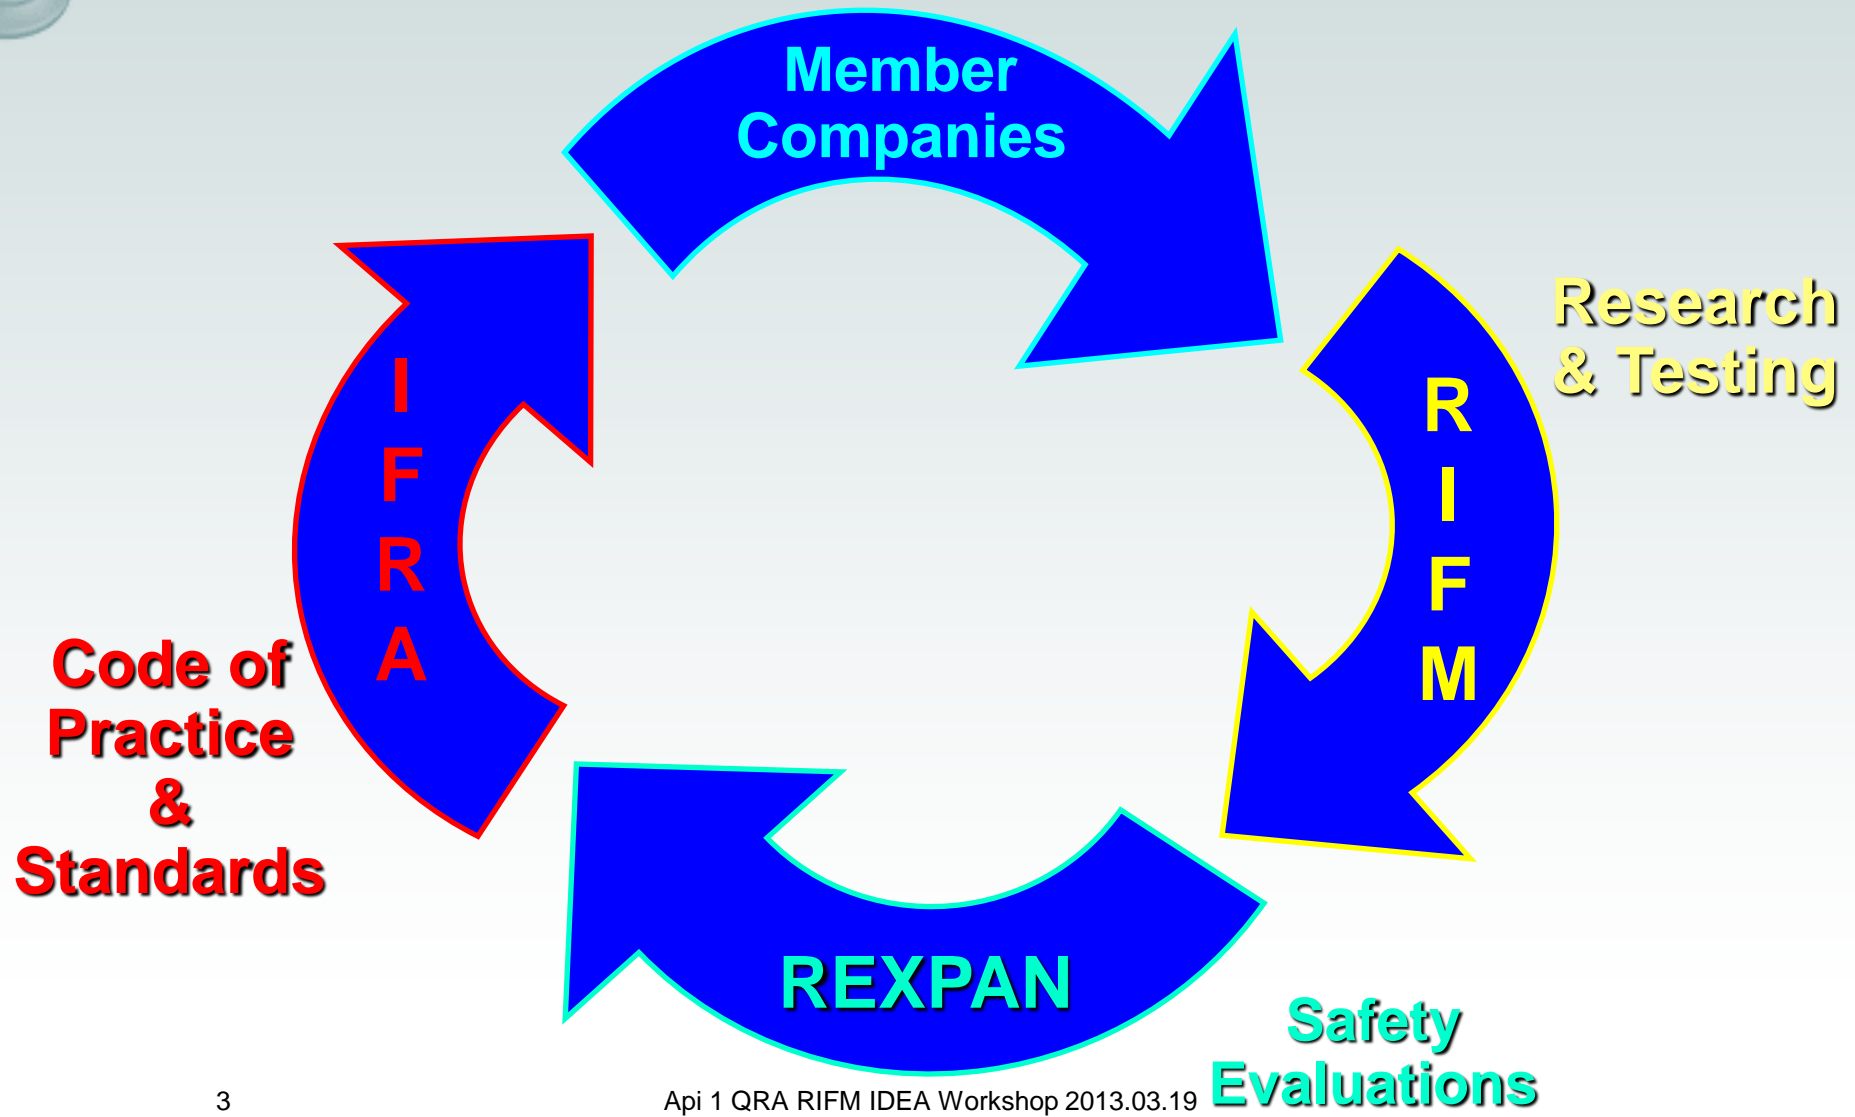 Member
Companies
Research
& Testing
R
I
F
M
I
F
R
A
Code of
Practice
&
Standards
REXPAN
Safety
Evaluations
3
Api 1 QRA RIFM IDEA Workshop 2013.03.19